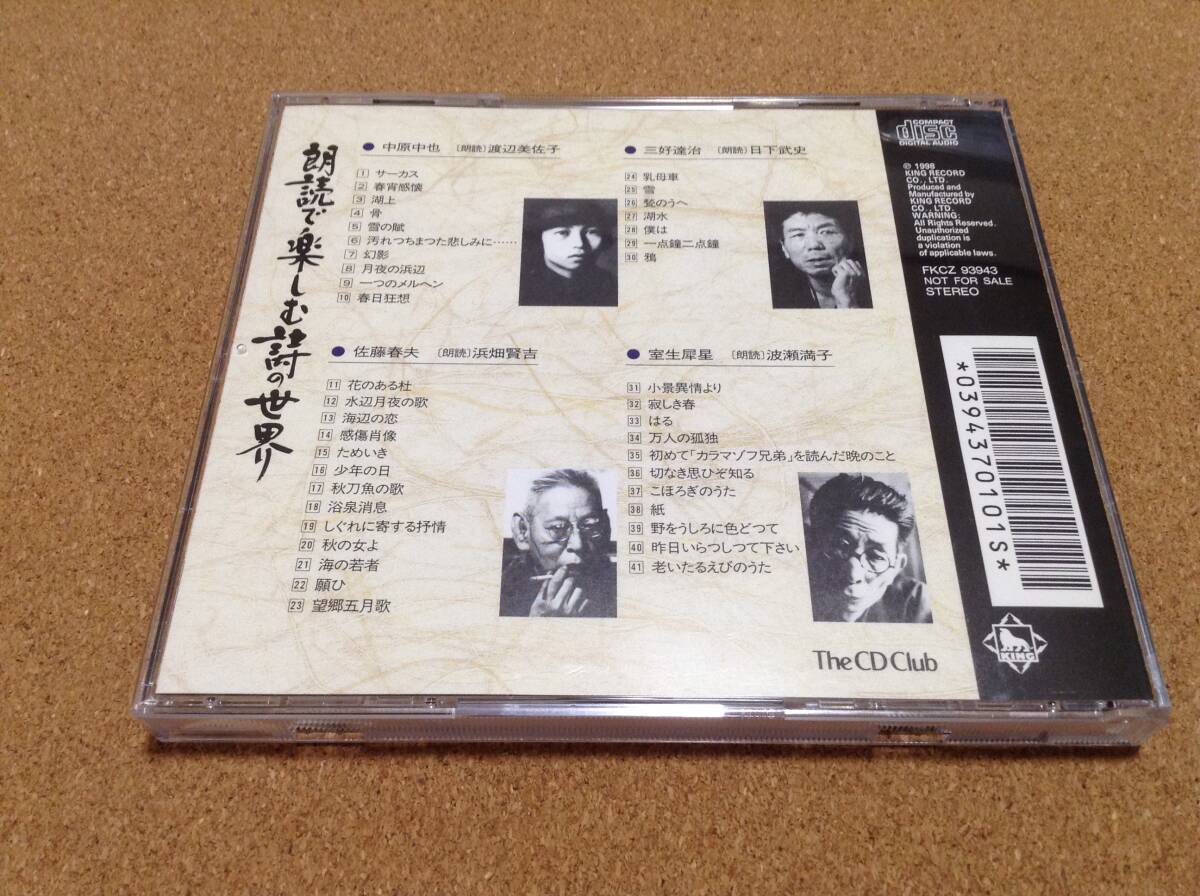 朗読で楽しむ詩の世界
● 中原中也 〔朗読〕渡辺美佐子
1 サーカス
2 春宵感懐
3 湖上
4 骨
5 雪の賦
6 汚れつちまつた悲しみに……
7 幻影
8 月夜の浜辺
9 一つのメルヘン
10 春日狂想
● 三好達治 〔朗読〕日下武史
24 乳母車
25 雪
26 甃のうへ
27 湖水
28 僕は
29 一点鐘二点鐘
30 鴉
● 佐藤春夫 〔朗読〕浜畑賢吉
11 花のある杜
12 水辺月夜の歌
13 海辺の恋
14 感傷肖像
15 ためいき
16 少年の日
17 秋刀魚の歌
18 浴泉消息
19 しぐれに寄する抒情
20 秋の女よ
21 海の若者
22 願ひ
23 望郷五月歌
● 室生犀星 〔朗読〕波瀬満子
31 小景異情より
32 寂しき春
33 はる
34 万人の孤独
35 初めて「カラマゾフ兄弟」を読んだ晩のこと
36 切なき思ひぞ知る
37 こほろぎのうた
38 紙
39 野をうしろに色どつて
40 昨日いらつしつて下さい
41 老いたるえびのうた
The CD Club
COMPACT
disc
DIGITAL AUDIO
℗ 1998
KING RECORD
CO., LTD.
Produced and
Manufactured by
KING RECORD
CO., LTD.
WARNING:
All Rights Reserved.
Unauthorized
duplication is
a violation
of applicable laws.
FKCZ 93943
NOT FOR SALE
STEREO
*0394370101S*
KING